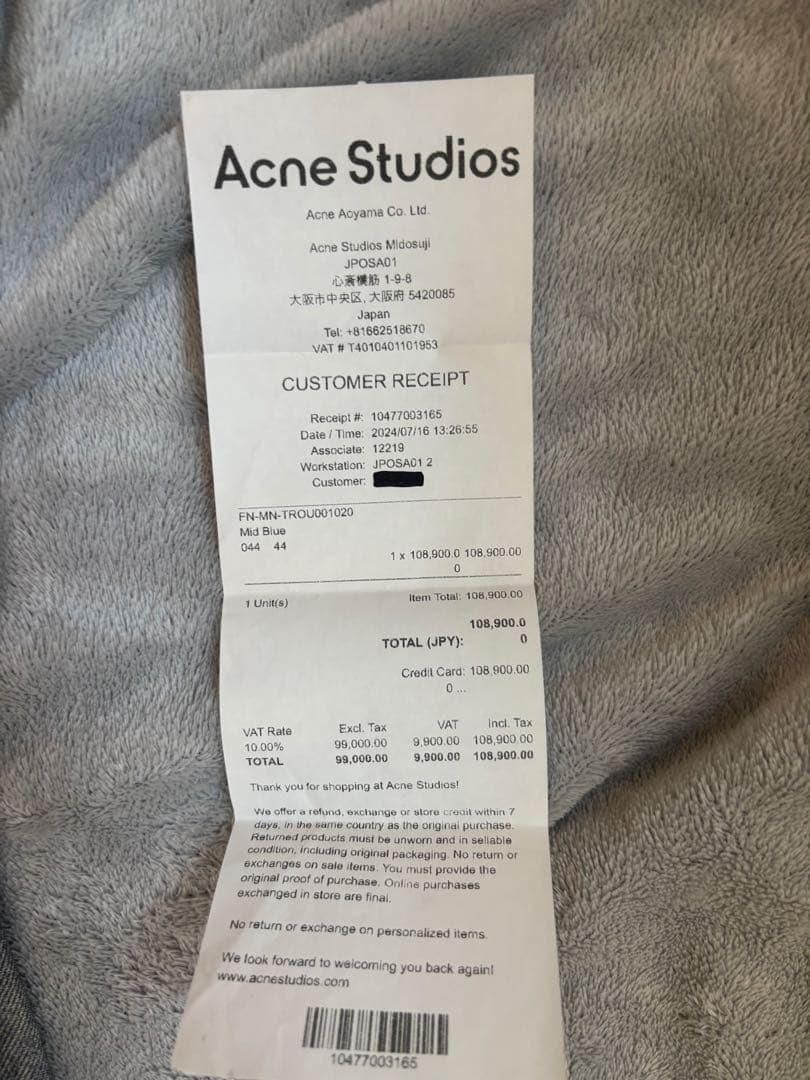 Acne Studios
Acne Aoyama Co. Ltd.
Acne Studios Midosuji
JPOSA01
心斎橋筋 1-9-8
大阪市中央区, 大阪府 5420085
Japan
Tel: +81662518670
VAT # T4010401101953
CUSTOMER RECEIPT
Receipt #: 10477003165
Date / Time: 2024/07/16 13:26:55
Associate: 12219
Workstation: JPOSA01 2
Customer:
FN-MN-TROU001020
Mid Blue
044 44
1 x 108,900.0 108,900.00
0
1 Unit(s) Item Total: 108,900.00
108,900.0
TOTAL (JPY): 0
Credit Card: 108,900.00
0 ...
VAT Rate Excl. Tax VAT Incl. Tax
10.00% 99,000.00 9,900.00 108,900.00
TOTAL 99,000.00 9,900.00 108,900.00
Thank you for shopping at Acne Studios!
We offer a refund, exchange or store credit within 7
days, in the same country as the original purchase.
Returned products must be unworn and in sellable
condition, including original packaging. No return or
exchanges on sale items. You must provide the
original proof of purchase. Online purchases
exchanged in store are final.
No return or exchange on personalized items.
We look forward to welcoming you back again!
www.acnestudios.com
10477003165